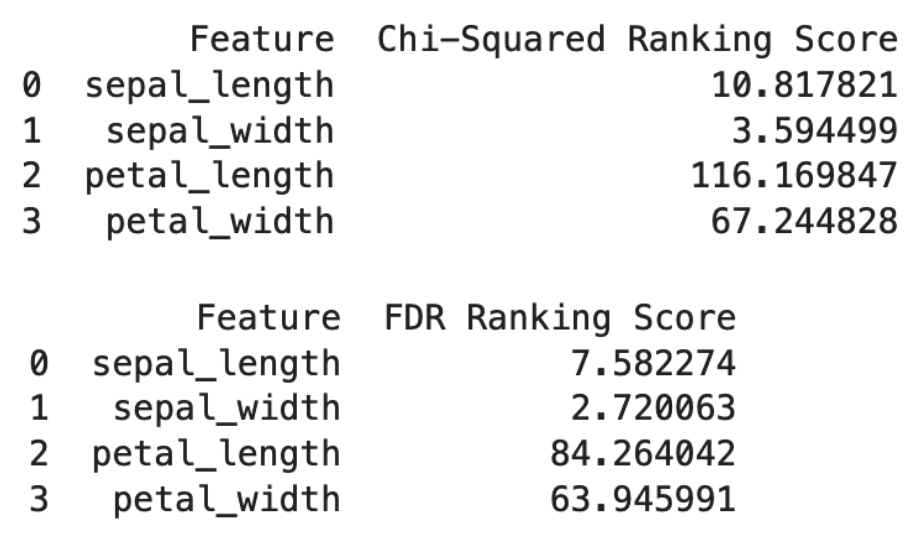 Feature Chi-Squared Ranking Score
0 sepal_length 10.817821
1 sepal_width 3.594499
2 petal_length 116.169847
3 petal_width 67.244828
Feature FDR Ranking Score
0 sepal_length 7.582274
1 sepal_width 2.720063
2 petal_length 84.264042
3 petal_width 63.945991